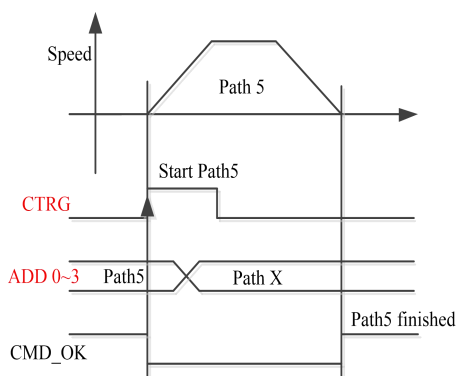 Speed
Path 5
Start Path5
CTRG
ADD 0~3
Path5
Path X
Path5 finished
CMD_OK